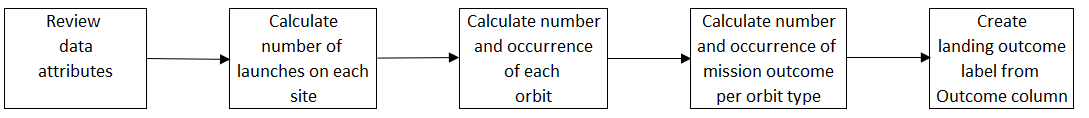 Review
data
attributes
Calculate
number of
launches on each
site
Calculate number
and occurrence
of each
orbit
Calculate number
and occurrence of
mission outcome
per orbit type
Create
landing outcome
label from
Outcome column